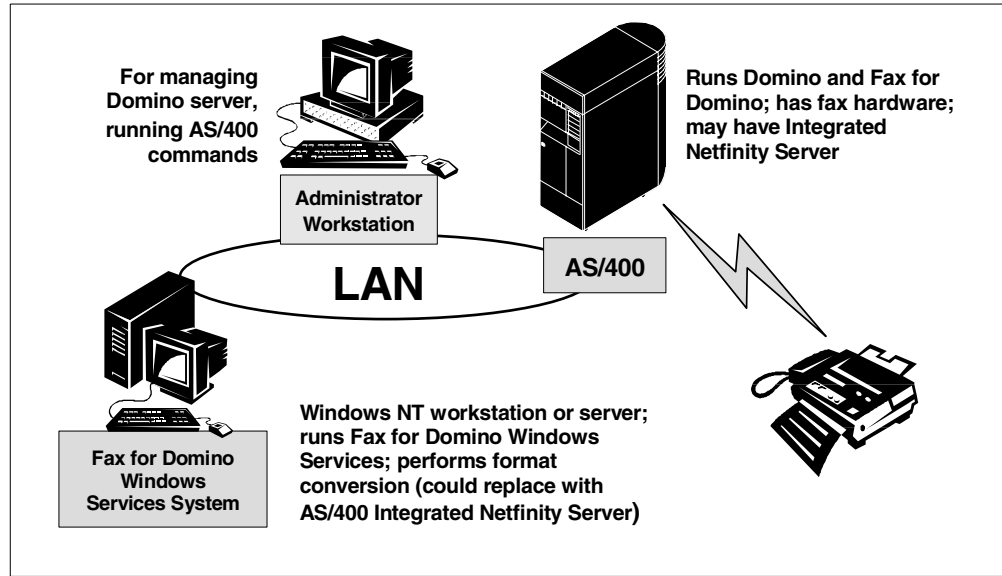 For managing
Domino server,
running AS/400
commands
Runs Domino and Fax for
Domino; has fax hardware;
may have Integrated
Netfinity Server
Administrator
Workstation
AS/400
LAN
Fax for Domino
Windows
Services System
Windows NT workstation or server;
runs Fax for Domino Windows
Services; performs format
conversion (could replace with
AS/400 Integrated Netfinity Server)